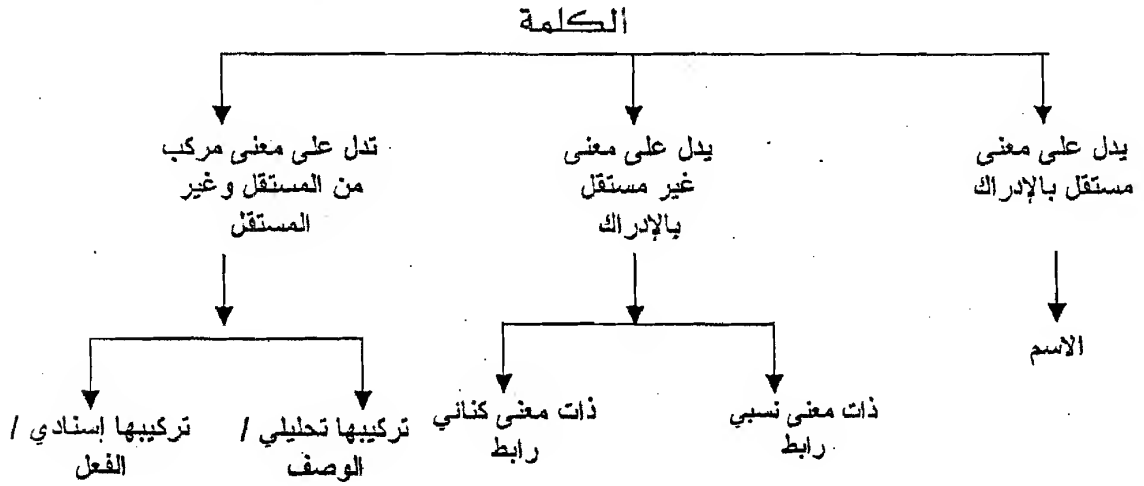 الكلمة
يدل على معنى
مستقل بالإدراك
يدل على معنى
غير مستقل
بالإدراك
تدل على معنى مركب
من المستقل وغير
المستقل
الاسم
ذات معنى نسبي
رابط
ذات معنى كنائي
رابط
تركيبها تحليلي /
الوصف
تركيبها إسنادي /
الفعل